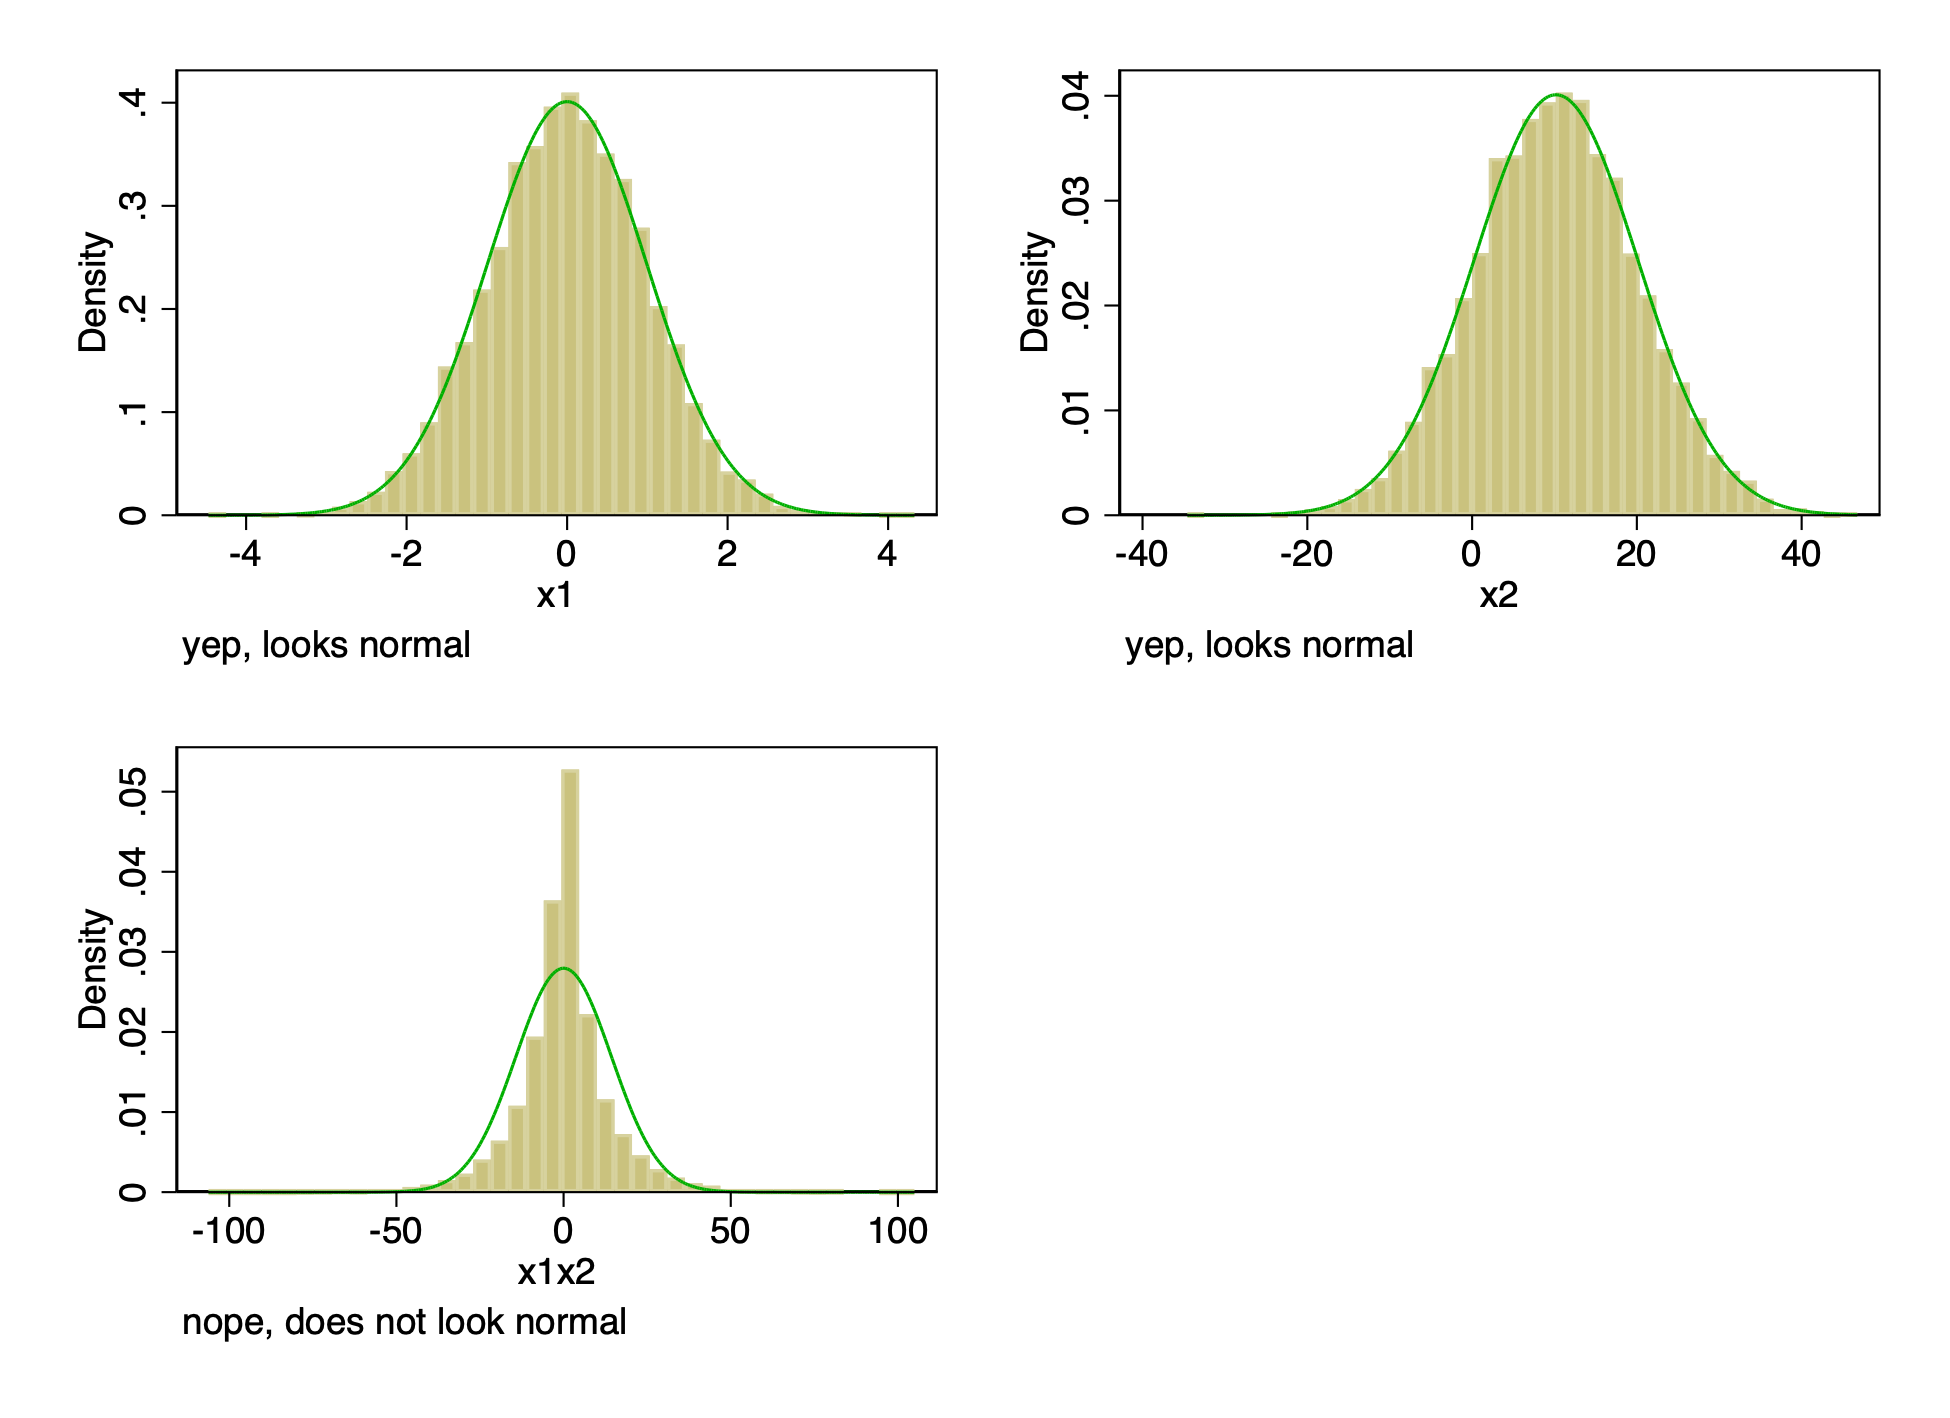 Density
.4
.3
.2
.1
0
-4 -2 0 2 4
x1
yep, looks normal
Density
.04
.03
.02
.01
0
-40 -20 0 20 40
x2
yep, looks normal
Density
.05
.04
.03
.02
.01
0
-100 -50 0 50 100
x1x2
nope, does not look normal